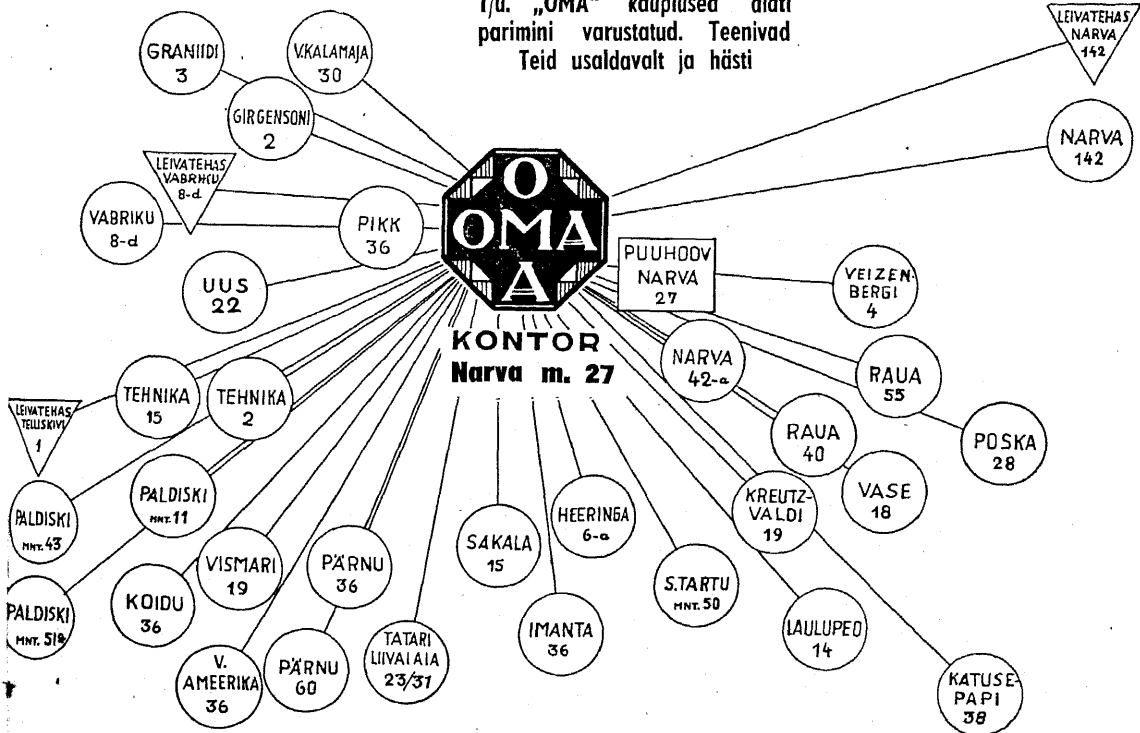 T/ü. „OMA" kauplused alati
parimini varustatud. Teenivad
Teid usaldavalt ja hästi
LEIVATEHAS
NARVA
142
GRANIIDI
3
V.KALAMAJA
30
GIRGENSONI
2
NARVA
142
LEIVATEHAS
VABRIKU
8-d
VABRIKU
8-d
PIKK
36
O
OMA
A
PUUHOOV
NARVA
27
VEIZEN-
BERGI
4
UUS
22
KONTOR
Narva m. 27
NARVA
42-a
RAUA
55
TEHNIKA
15
TEHNIKA
2
LEIVATEHAS
TELLISKIVI
1
RAUA
40
POSKA
28
PALDISKI
MNT. 43
PALDISKI
MNT. 11
KREUTZ-
VALDI
19
VASE
18
HEERINGA
6-a
SAKALA
15
VISMARI
19
PÄRNU
36
S.TARTU
MNT. 50
PALDISKI
MNT. 51a
KOIDU
36
IMANTA
36
LAULUPEO
14
TATARI
LIIVALAIA
23/31
V.
AMEERIKA
36
PÄRNU
60
KATUSE-
PAPI
38